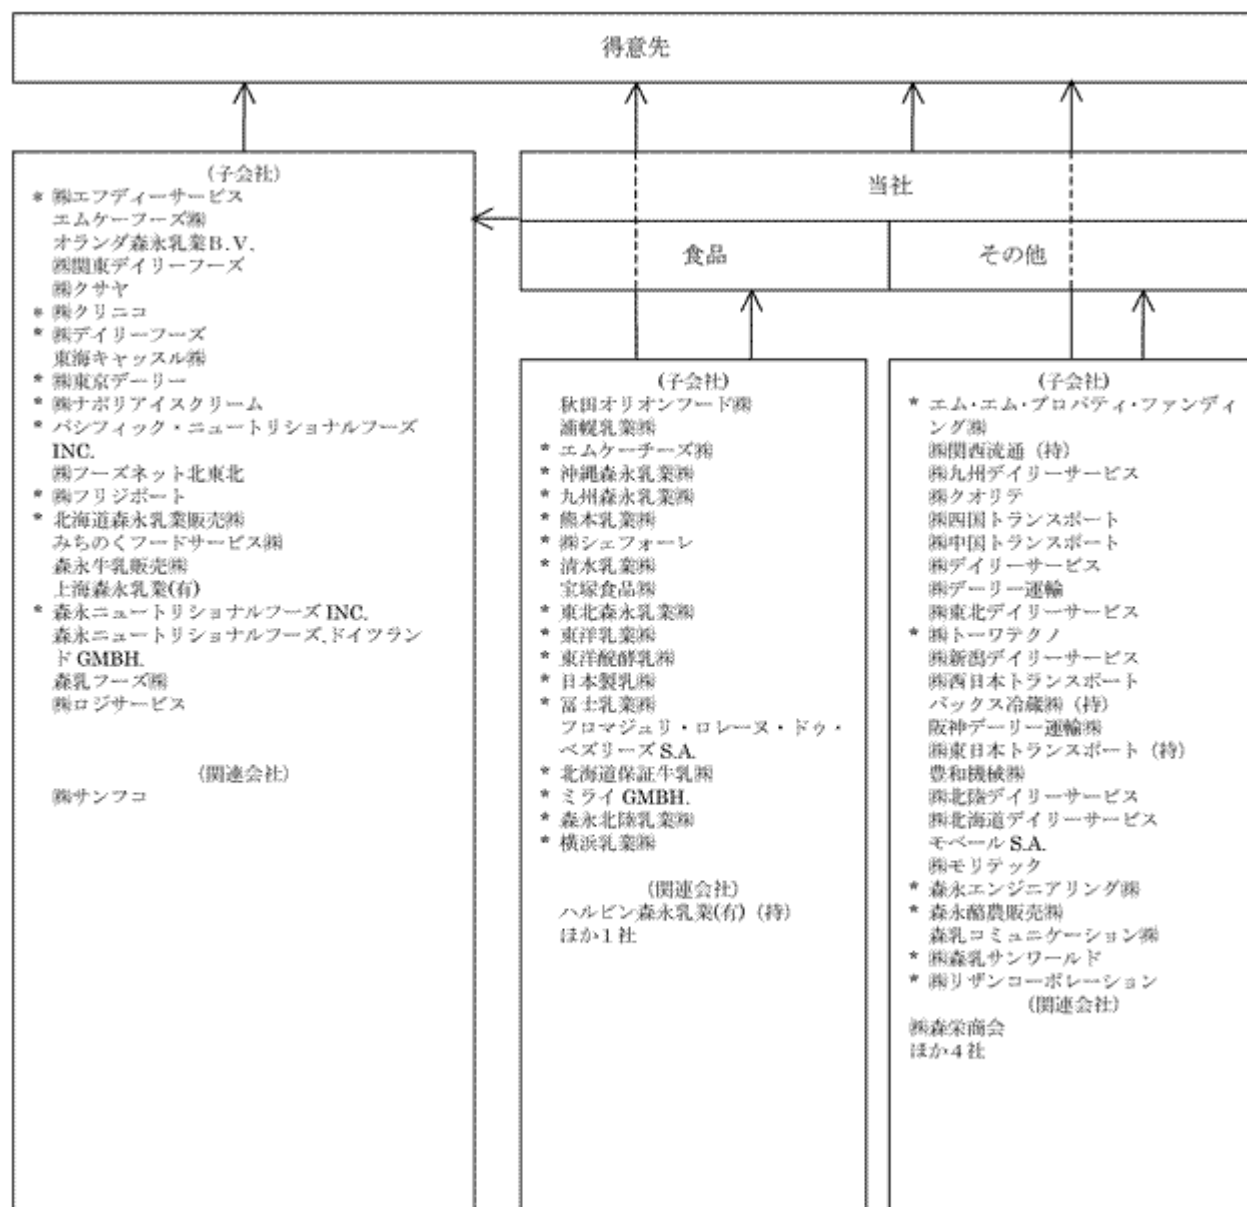 得意先
(子会社)
* ㈱エフディーサービス
エムケーフーズ㈱
オランダ森永乳業B.V.
㈱関東デイリーフーズ
㈱クサヤ
* ㈱クリニコ
* ㈱デイリーフーズ
東海キャッスル㈱
* ㈱東京デーリー
* ㈱ナポリアイスクリーム
* パシフィック・ニュートリショナルフーズ
INC.
㈱フーズネット北東北
* ㈱フリジポート
* 北海道森永乳業販売㈱
みちのくフードサービス㈱
森永牛乳販売㈱
上海森永乳業(有)
* 森永ニュートリショナルフーズ INC.
森永ニュートリショナルフーズ、ドイツラン
ド GMBH.
森乳フーズ㈱
㈱ロジサービス
(関連会社)
㈱サンフコ
当社
食品
その他
(子会社)
秋田オリオンフード㈱
浦幌乳業㈱
* エムケーチーズ㈱
* 沖縄森永乳業㈱
* 九州森永乳業㈱
* 熊本乳業㈱
* ㈱シェフォーレ
* 清水乳業㈱
宝塚食品㈱
* 東北森永乳業㈱
* 東洋乳業㈱
* 東洋醗酵乳㈱
* 日本製乳㈱
* 冨士乳業㈱
フロマジュリ・ロレーヌ・ドゥ・
ベズリーズ S.A.
* 北海道保証牛乳㈱
* ミライ GMBH.
* 森永北陸乳業㈱
* 横浜乳業㈱
(関連会社)
ハルビン森永乳業(有) (持)
ほか1社
(子会社)
* エム・エム・プロパティ・ファンディ
ング㈱
㈱関西流通 (持)
㈱九州デイリーサービス
㈱クオリテ
㈱四国トランスポート
㈱中国トランスポート
㈱デイリーサービス
㈱デーリー運輸
㈱東北デイリーサービス
* ㈱トーワテクノ
㈱新潟デイリーサービス
㈱西日本トランスポート
パックス冷蔵㈱ (持)
阪神デーリー運輸㈱
㈱東日本トランスポート (持)
豊和機械㈱
㈱北陸デイリーサービス
㈱北海道デイリーサービス
モベール S.A.
㈱モリテック
* 森永エンジニアリング㈱
* 森永酪農販売㈱
森乳コミュニケーション㈱
* ㈱森乳サンワールド
* ㈱リザンコーポレーション
(関連会社)
㈱森栄商会
ほか4社